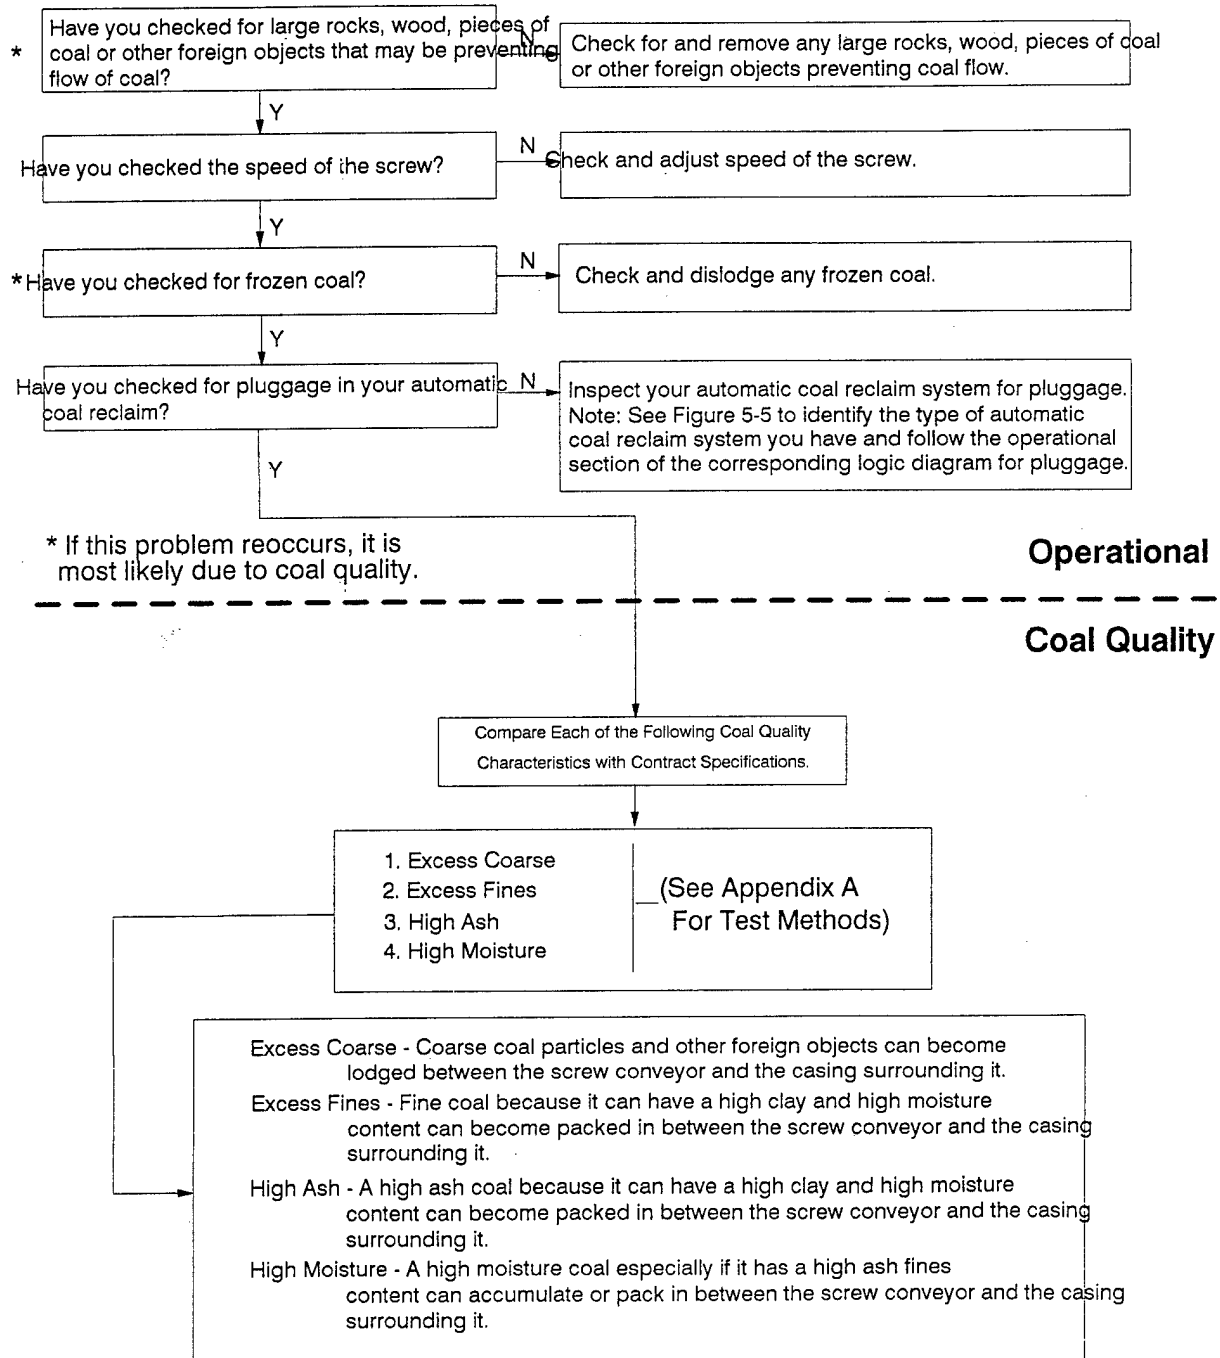 Have you checked for large rocks, wood, pieces of
* coal or other foreign objects that may be preventing
flow of coal?
N
Check for and remove any large rocks, wood, pieces of coal
or other foreign objects preventing coal flow.
Y
Have you checked the speed of the screw?
N
Check and adjust speed of the screw.
Y
*Have you checked for frozen coal?
N
Check and dislodge any frozen coal.
Y
Have you checked for pluggage in your automatic
coal reclaim?
N
Inspect your automatic coal reclaim system for pluggage.
Note: See Figure 5-5 to identify the type of automatic
coal reclaim system you have and follow the operational
section of the corresponding logic diagram for pluggage.
Y
* If this problem reoccurs, it is
most likely due to coal quality.
Operational
Coal Quality
Compare Each of the Following Coal Quality
Characteristics with Contract Specifications.
1. Excess Coarse
2. Excess Fines
3. High Ash
4. High Moisture
(See Appendix A
For Test Methods)
Excess Coarse - Coarse coal particles and other foreign objects can become
lodged between the screw conveyor and the casing surrounding it.
Excess Fines - Fine coal because it can have a high clay and high moisture
content can become packed in between the screw conveyor and the casing
surrounding it.
High Ash - A high ash coal because it can have a high clay and high moisture
content can become packed in between the screw conveyor and the casing
surrounding it.
High Moisture - A high moisture coal especially if it has a high ash fines
content can accumulate or pack in between the screw conveyor and the casing
surrounding it.